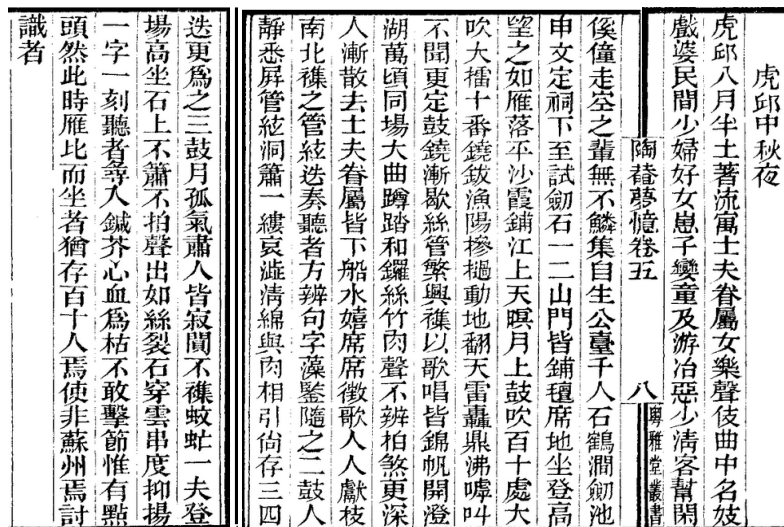 虎邱中秋夜
虎邱八月半土著流寓士夫眷屬女樂聲伎曲中名妓
戲婆民間少婦好女崽子孌童及游冶惡少清客幫閒
陶菴夢憶卷五 八 粵雅堂叢書
傒僮走空之輩無不鱗集自生公臺千人石鶴澗劒池
申文定祠下至試劒石一二山門皆鋪氊席地坐登高
望之如雁落平沙霞鋪江上天暝月上鼓吹百十處大
吹大擂十番鐃鈸漁陽摻撾動地翻天雷轟鼎沸嘑叫
不聞更定鼓鐃漸歇絲管繁興襍以歌唱皆錦帆開澄
湖萬頃同場大曲蹲踏和鑼絲竹肉聲不辨拍煞更深
人漸散去士夫眷屬皆下船水嬉席席徵歌人人獻技
南北襍之管絃迭奏聽者方辨句字藻鑒隨之二鼓人
靜悉屏管絃洞簫一縷哀澁清綿與肉相引尙存三四
迭更爲之三鼓月孤氣肅人皆寂闃不襍蚊虻一夫登
場高坐石上不簫不拍聲出如絲裂石穿雲串度抑揚
一字一刻聽者尋入鍼芥心血爲枯不敢擊節惟有點
頭然此時雁比而坐者猶存百十人焉使非蘇州焉討
識者